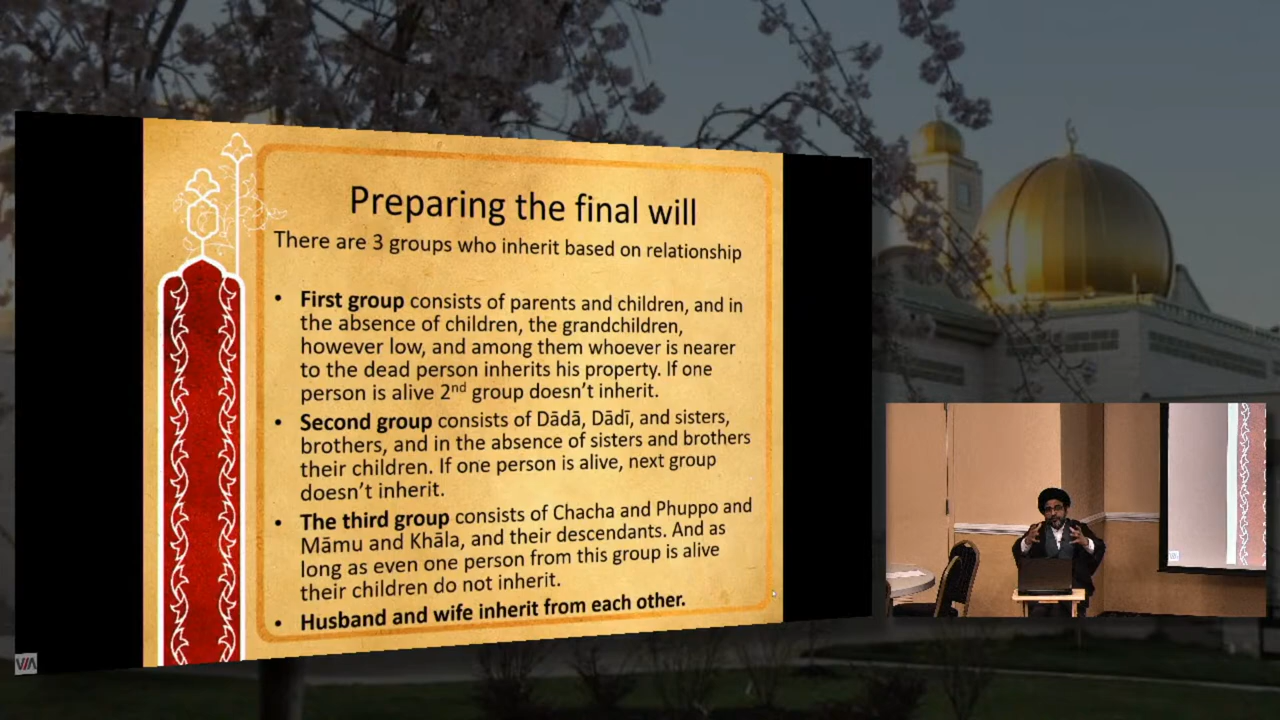 Preparing the final will
There are 3 groups who inherit based on relationship
• First group consists of parents and children, and in
the absence of children, the grandchildren,
however low, and among them whoever is nearer
to the dead person inherits his property. If one
person is alive 2nd group doesn't inherit.
• Second group consists of Dādā, Dādī, and sisters,
brothers, and in the absence of sisters and brothers
their children. If one person is alive, next group
doesn't inherit.
• The third group consists of Chacha and Phuppo and
Māmu and Khāla, and their descendants. And as
long as even one person from this group is alive
their children do not inherit.
• Husband and wife inherit from each other.